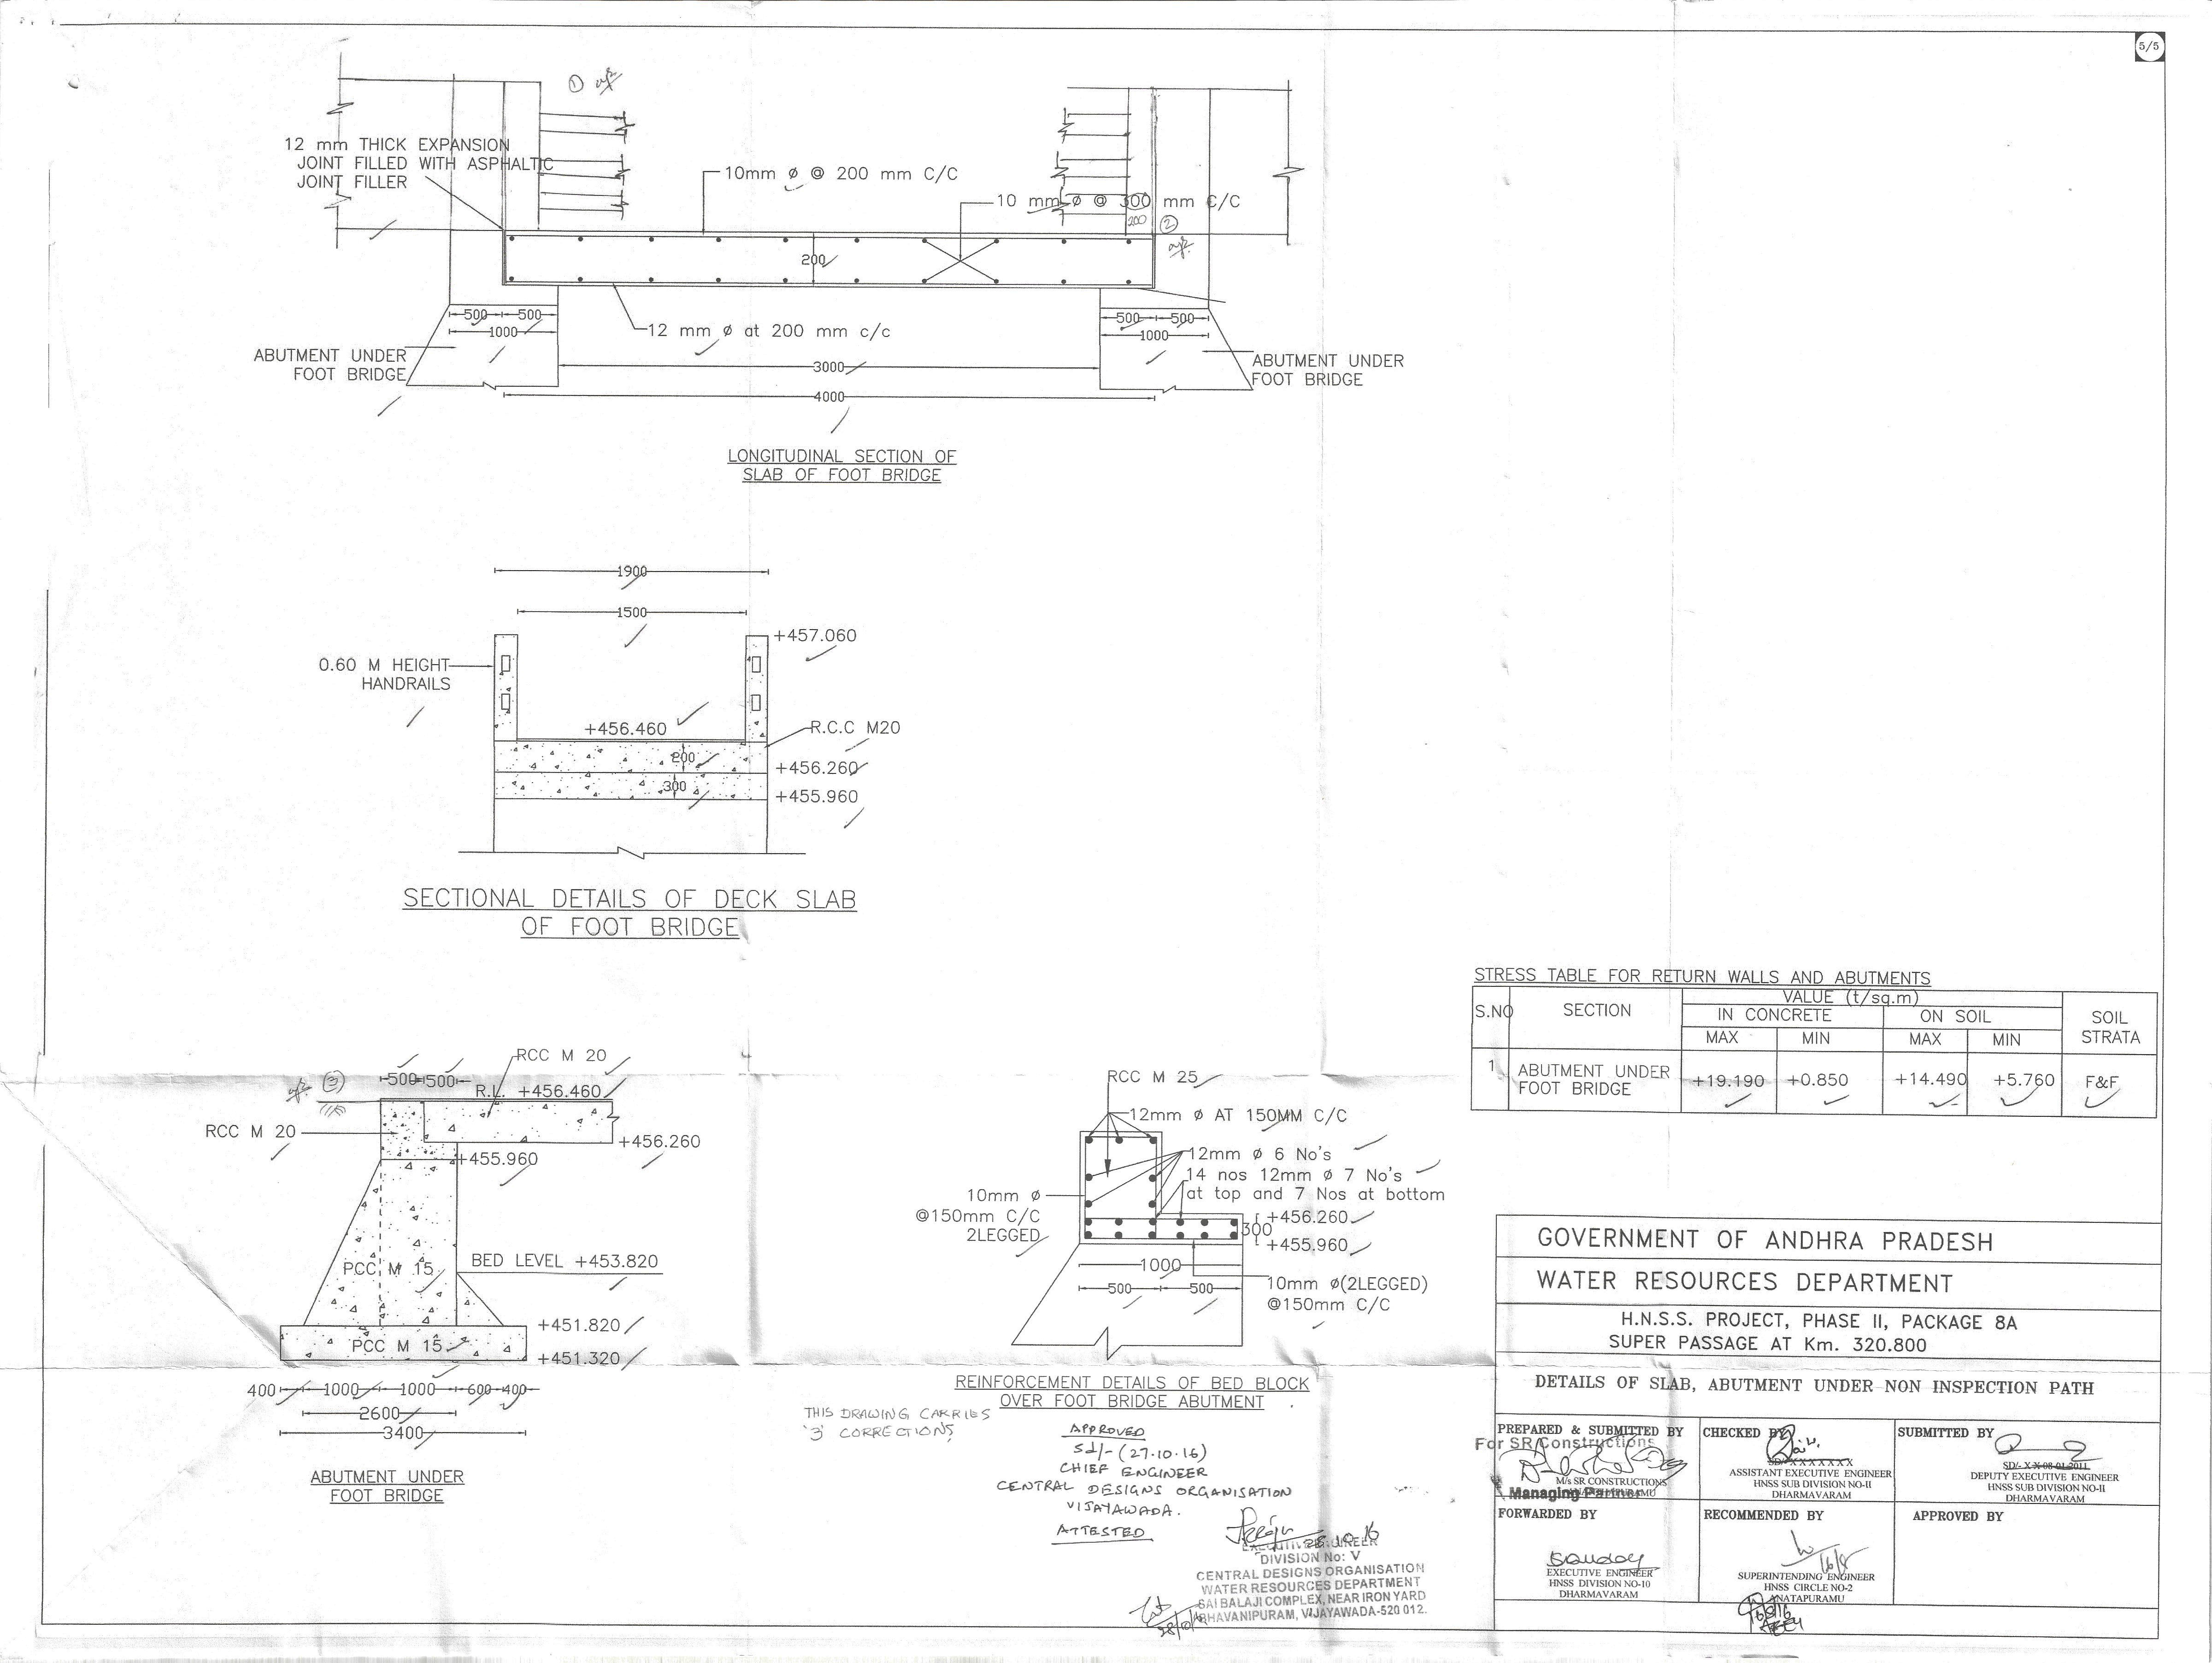 5/5
①
12 mm THICK EXPANSION
JOINT FILLED WITH ASPHALTIC
JOINT FILLER
10mm ø @ 200 mm C/C
10 mm ø @ 300 mm C/C
200 ②
200
500 500
1000
12 mm ø at 200 mm c/c
500 500
1000
ABUTMENT UNDER
FOOT BRIDGE
3000
ABUTMENT UNDER
FOOT BRIDGE
4000
LONGITUDINAL SECTION OF
SLAB OF FOOT BRIDGE
1900
1500
+457.060
0.60 M HEIGHT
HANDRAILS
+456.460
R.C.C M20
200
+456.260
300
+455.960
SECTIONAL DETAILS OF DECK SLAB
OF FOOT BRIDGE
STRESS TABLE FOR RETURN WALLS AND ABUTMENTS
S.NO SECTION VALUE (t/sq.m) SOIL STRATA
IN CONCRETE ON SOIL
MAX MIN MAX MIN
1 ABUTMENT UNDER FOOT BRIDGE +19.190 +0.850 +14.490 +5.760 F&F
③
500 500
RCC M 20
R.L. +456.460
RCC M 20
+456.260
+455.960
PCC M 15
BED LEVEL +453.820
+451.820
PCC M 15
+451.320
400 1000 1000 600 400
2600
3400
ABUTMENT UNDER
FOOT BRIDGE
RCC M 25
12mm ø AT 150MM C/C
12mm ø 6 No's
14 nos 12mm ø 7 No's
at top and 7 Nos at bottom
10mm ø
@150mm C/C
2LEGGED
+456.260
300
+455.960
1000
500 500
10mm ø(2LEGGED)
@150mm C/C
REINFORCEMENT DETAILS OF BED BLOCK
OVER FOOT BRIDGE ABUTMENT
THIS DRAWING CARRIES
'3' CORRECTIONS
APPROVED
Sd/- (27.10.16)
CHIEF ENGINEER
CENTRAL DESIGNS ORGANISATION
VIJAYAWADA.
ATTESTED
28.10.16
EXECUTIVE ENGINEER
DIVISION No: V
CENTRAL DESIGNS ORGANISATION
WATER RESOURCES DEPARTMENT
SAI BALAJI COMPLEX, NEAR IRON YARD
BHAVANIPURAM, VIJAYAWADA-520 012.
GOVERNMENT OF ANDHRA PRADESH
WATER RESOURCES DEPARTMENT
H.N.S.S. PROJECT, PHASE II, PACKAGE 8A
SUPER PASSAGE AT Km. 320.800
DETAILS OF SLAB, ABUTMENT UNDER NON INSPECTION PATH
PREPARED & SUBMITTED BY
For SR Constructions
M/s SR CONSTRUCTIONS
Managing Partner
CHECKED BY
ASSISTANT EXECUTIVE ENGINEER
HNSS SUB DIVISION NO-II
DHARMAVARAM
SUBMITTED BY
SD/- X X-08-01-2011
DEPUTY EXECUTIVE ENGINEER
HNSS SUB DIVISION NO-II
DHARMAVARAM
FORWARDED BY
EXECUTIVE ENGINEER
HNSS DIVISION NO-10
DHARMAVARAM
RECOMMENDED BY
16/8
SUPERINTENDING ENGINEER
HNSS CIRCLE NO-2
ANATAPURAMU
APPROVED BY